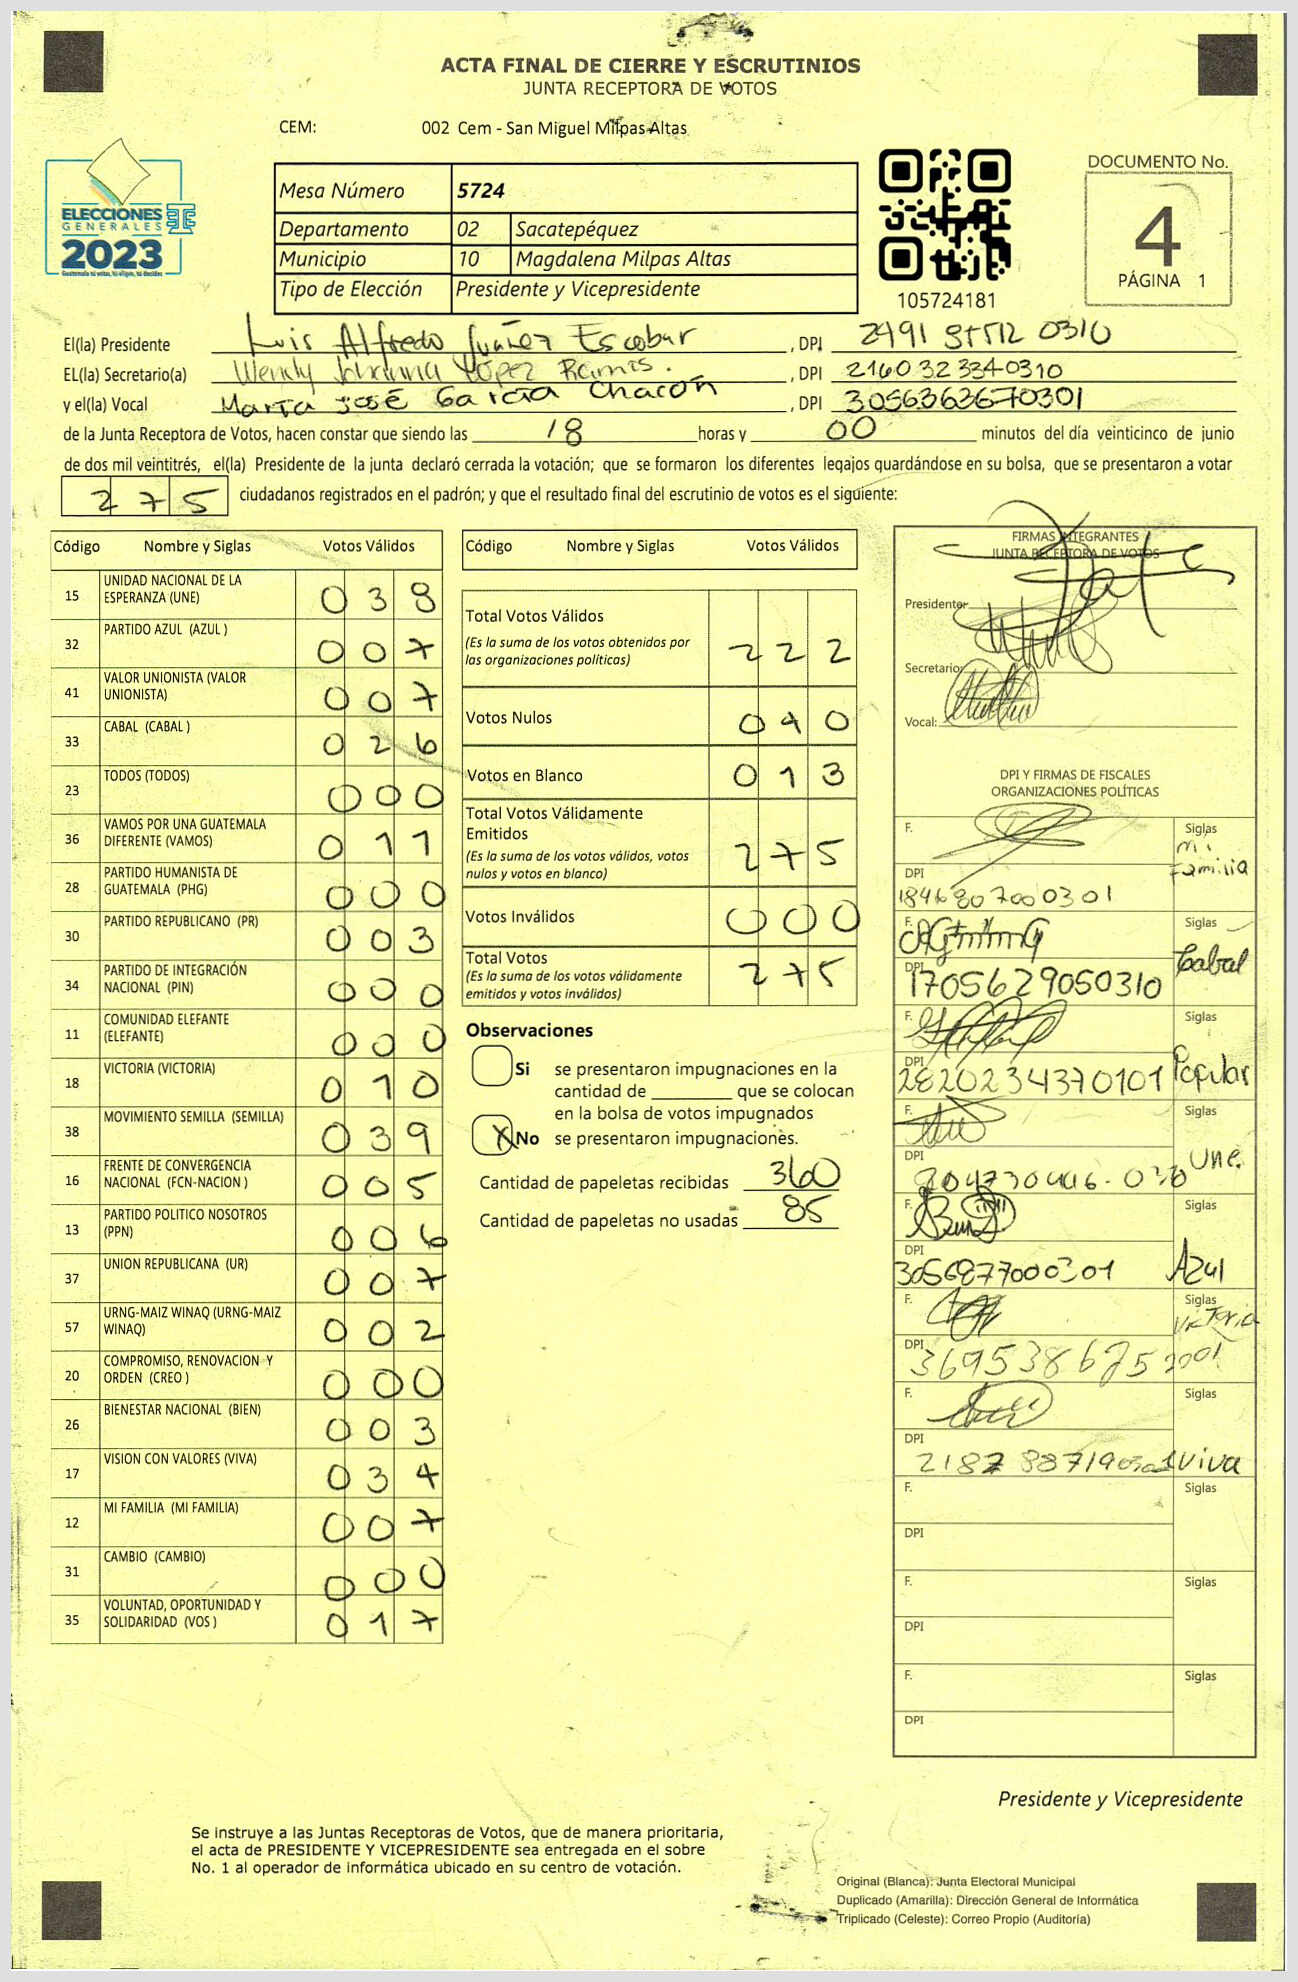 ACTA FINAL DE CIERRE Y ESCRUTINIOS
JUNTA RECEPTORA DE VOTOS
CEM: 002 Cem - San Miguel Milpas Altas
ELECCIONES
GENERALES
2023
Mesa Número 5724
Departamento 02 Sacatepéquez
Municipio 10 Magdalena Milpas Altas
Tipo de Elección Presidente y Vicepresidente
105724181
DOCUMENTO No.
4
PÁGINA 1
El(la) Presidente Luis Alfredo Juñez Escobar , DPI 2491 0310
EL(la) Secretario(a) Wendy Johanna López Ramis. , DPI 2160 32334 0310
y el(la) Vocal María José García Chacón , DPI 3056363670301
de la Junta Receptora de Votos, hacen constar que siendo las 18 horas y 00 minutos del día veinticinco de junio
de dos mil veintitrés, el(la) Presidente de la junta declaró cerrada la votación; que se formaron los diferentes legajos guardándose en su bolsa, que se presentaron a votar
275 ciudadanos registrados en el padrón; y que el resultado final del escrutinio de votos es el siguiente:
Código Nombre y Siglas Votos Válidos
15 UNIDAD NACIONAL DE LA ESPERANZA (UNE) 038
32 PARTIDO AZUL (AZUL ) 007
41 VALOR UNIONISTA (VALOR UNIONISTA) 007
33 CABAL (CABAL ) 026
23 TODOS (TODOS) 000
36 VAMOS POR UNA GUATEMALA DIFERENTE (VAMOS) 011
28 PARTIDO HUMANISTA DE GUATEMALA (PHG) 000
30 PARTIDO REPUBLICANO (PR) 003
34 PARTIDO DE INTEGRACIÓN NACIONAL (PIN) 000
11 COMUNIDAD ELEFANTE (ELEFANTE) 000
18 VICTORIA (VICTORIA) 010
38 MOVIMIENTO SEMILLA (SEMILLA) 039
16 FRENTE DE CONVERGENCIA NACIONAL (FCN-NACION ) 005
13 PARTIDO POLITICO NOSOTROS (PPN) 006
37 UNION REPUBLICANA (UR) 007
57 URNG-MAIZ WINAQ (URNG-MAIZ WINAQ) 002
20 COMPROMISO, RENOVACION Y ORDEN (CREO ) 000
26 BIENESTAR NACIONAL (BIEN) 003
17 VISION CON VALORES (VIVA) 034
12 MI FAMILIA (MI FAMILIA) 007
31 CAMBIO (CAMBIO) 000
35 VOLUNTAD, OPORTUNIDAD Y SOLIDARIDAD (VOS ) 017
Código Nombre y Siglas Votos Válidos
Total Votos Válidos 222
(Es la suma de los votos obtenidos por
las organizaciones políticas)
Votos Nulos 040
Votos en Blanco 013
Total Votos Válidamente
Emitidos 275
(Es la suma de los votos válidos, votos
nulos y votos en blanco)
Votos Inválidos 000
Total Votos 275
(Es la suma de los votos válidamente
emitidos y votos inválidos)
Observaciones
Si se presentaron impugnaciones en la
cantidad de ________ que se colocan
en la bolsa de votos impugnados
X No se presentaron impugnaciones.
Cantidad de papeletas recibidas 360
Cantidad de papeletas no usadas 85
FIRMAS INTEGRANTES
JUNTA RECEPTORA DE VOTOS
Presidente:
Secretario:
Vocal:
DPI Y FIRMAS DE FISCALES
ORGANIZACIONES POLÍTICAS
F. Siglas Mi Familia
DPI 1846807000301
F. Siglas Cabal
DPI 1705629050310
F. Siglas Popular
DPI 2820234370101
F. Siglas Une.
DPI
F. Siglas Azul
DPI 3056877000301
F. Siglas Victoria
DPI 369538675 2001
F. Siglas Viva
DPI
F. Siglas
DPI
F. Siglas
DPI
F. Siglas
DPI
Presidente y Vicepresidente
Se instruye a las Juntas Receptoras de Votos, que de manera prioritaria,
el acta de PRESIDENTE Y VICEPRESIDENTE sea entregada en el sobre
No. 1 al operador de informática ubicado en su centro de votación.
Original (Blanca): Junta Electoral Municipal
Duplicado (Amarilla): Dirección General de Informática
Triplicado (Celeste): Correo Propio (Auditoría)